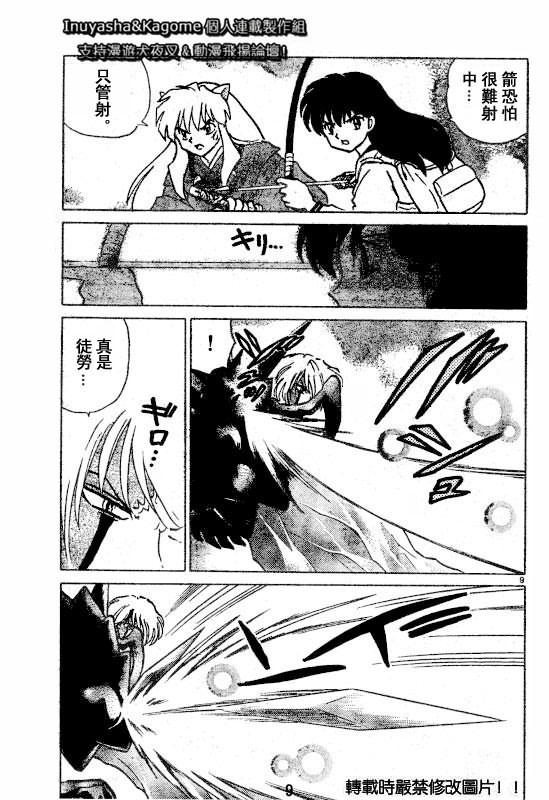 Inuyasha&Kagome 個人連載製作組
支持漫遊犬夜叉 & 動漫飛揚論壇!
箭恐怕
很難射
中…
只管
射。
キリ…
!
真是
徒勞…
ギロ…
9
9
轉載時嚴禁修改圖片!!